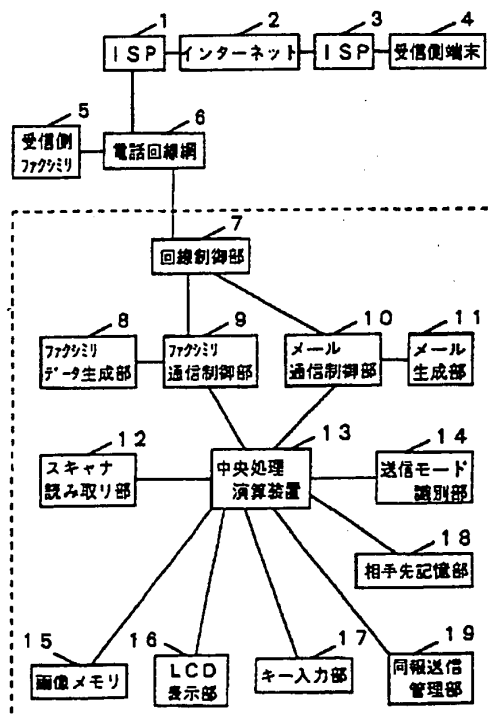 1 2 3 4
ISP インターネット ISP 受信側端末
5 6
受信側
ファクシミリ
電話回線網
7
回線制御部
8 9 10 11
ファクシミリ
データ生成部
ファクシミリ
通信制御部
メール
通信制御部
メール
生成部
12 13 14
スキャナ
読み取り部
中央処理
演算装置
送信モード
識別部
18
相手先記憶部
15 16 17 19
画像メモリ
LCD
表示部
キー入力部
同報送信
管理部